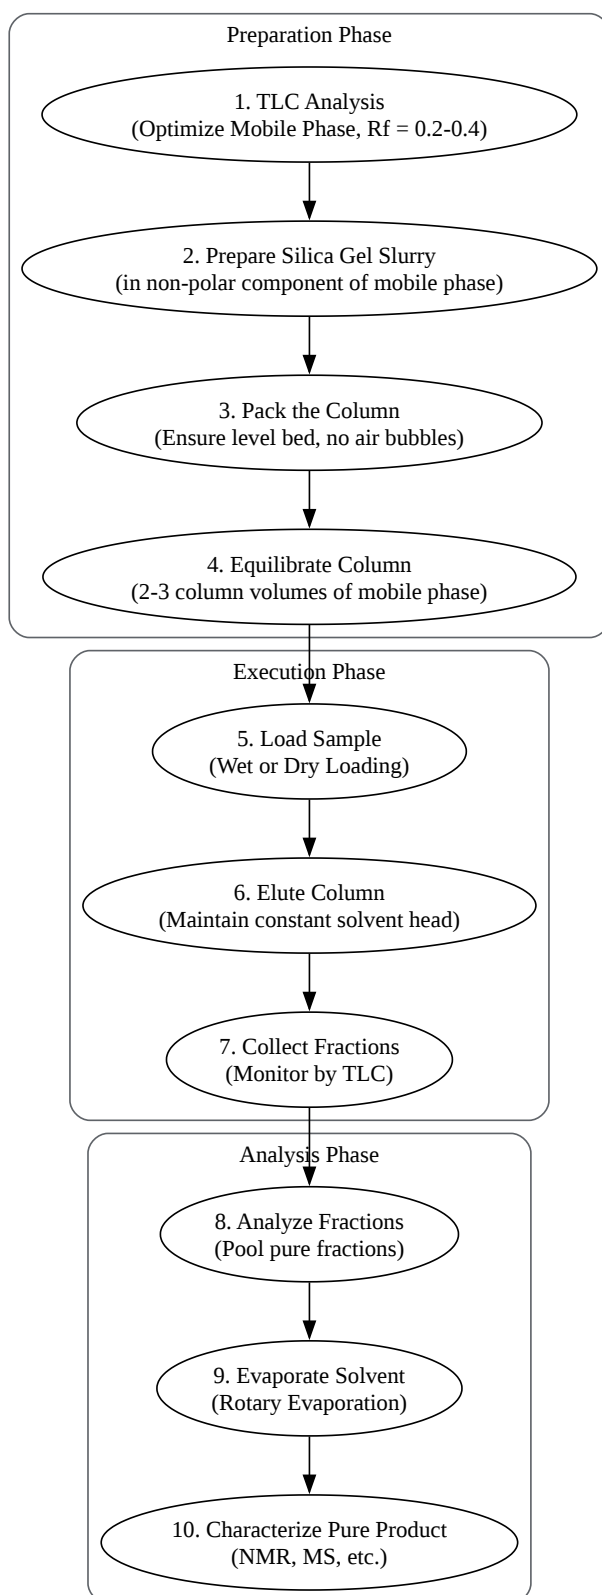 Preparation Phase
1. TLC Analysis
(Optimize Mobile Phase, Rf = 0.2-0.4)
2. Prepare Silica Gel Slurry
(in non-polar component of mobile phase)
3. Pack the Column
(Ensure level bed, no air bubbles)
4. Equilibrate Column
(2-3 column volumes of mobile phase)
Execution Phase
5. Load Sample
(Wet or Dry Loading)
6. Elute Column
(Maintain constant solvent head)
7. Collect Fractions
(Monitor by TLC)
Analysis Phase
8. Analyze Fractions
(Pool pure fractions)
9. Evaporate Solvent
(Rotary Evaporation)
10. Characterize Pure Product
(NMR, MS, etc.)